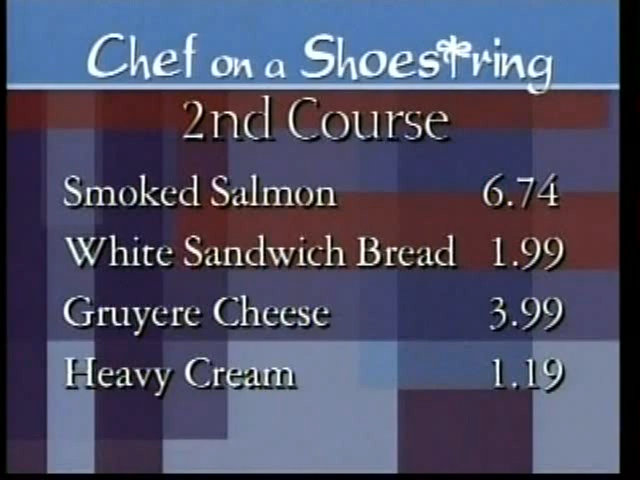 Chef on a Shoestring
2nd Course
Smoked Salmon 6.74
White Sandwich Bread 1.99
Gruyere Cheese 3.99
Heavy Cream 1.19